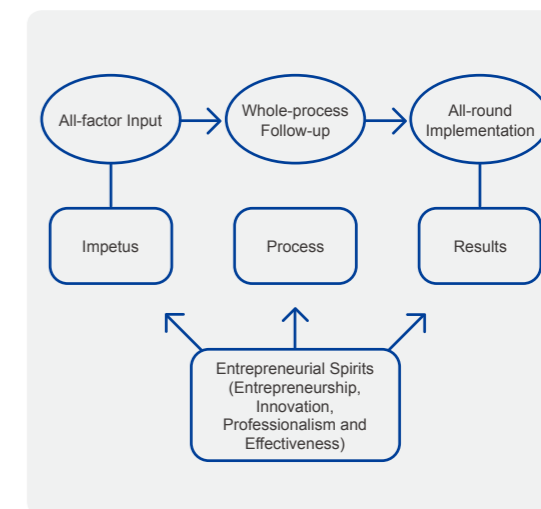 All-factor Input
Whole-process
Follow-up
All-round
Implementation
Impetus
Process
Results
Entrepreneurial Spirits
(Entrepreneurship,
Innovation,
Professionalism and
Effectiveness)